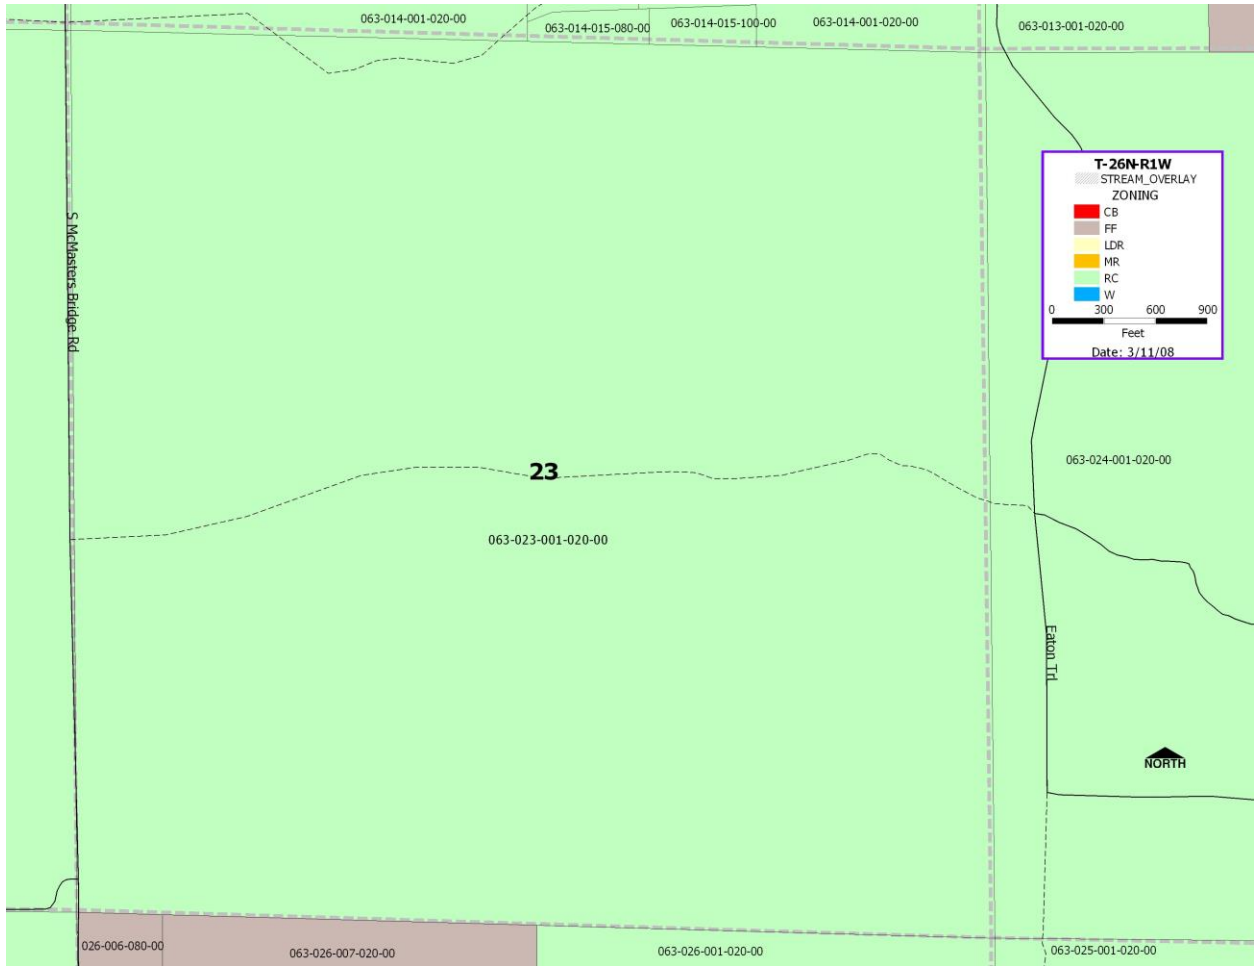 063-014-001-020-00
063-014-015-080-00
063-014-015-100-00
063-014-001-020-00
063-013-001-020-00
T-26N-R1W
STREAM_OVERLAY
ZONING
CB
FF
LDR
MR
RC
W
0 300 600 900
Feet
Date: 3/11/08
S McMasters Bridge Rd
23
063-024-001-020-00
063-023-001-020-00
Eaton Trl
NORTH
026-006-080-00
063-026-007-020-00
063-026-001-020-00
063-025-001-020-00